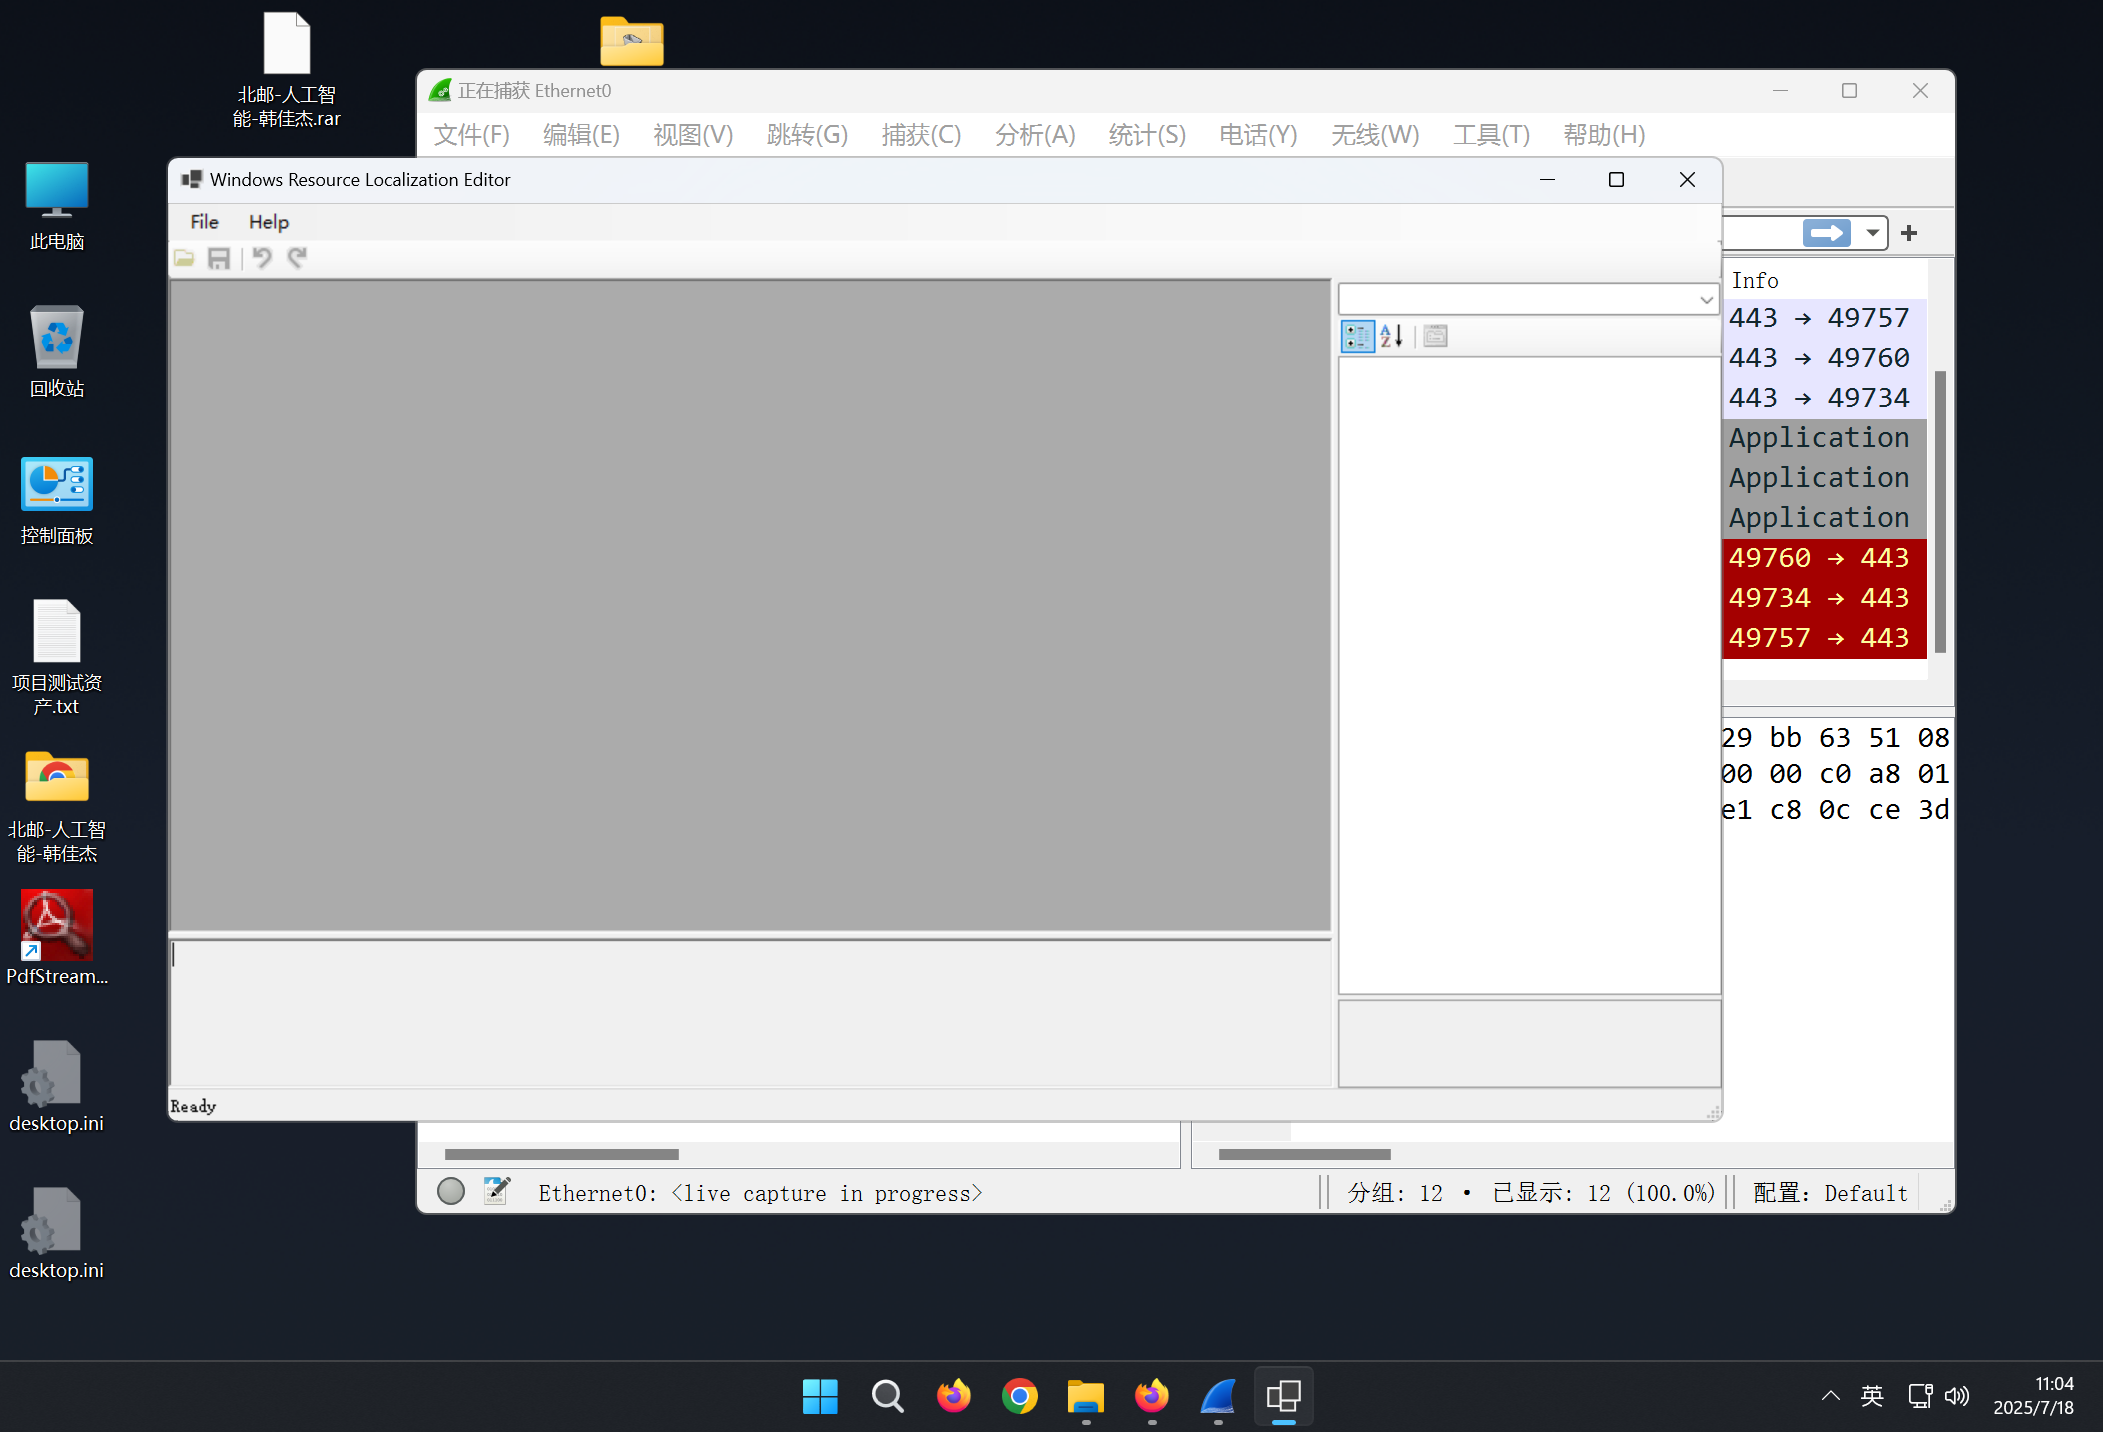 北邮-人工智
能-韩佳杰.rar
此电脑
回收站
控制面板
项目测试资
产.txt
北邮-人工智
能-韩佳杰
PdfStream...
desktop.ini
desktop.ini
正在捕获 Ethernet0
文件(F) 编辑(E) 视图(V) 跳转(G) 捕获(C) 分析(A) 统计(S) 电话(Y) 无线(W) 工具(T) 帮助(H)
Windows Resource Localization Editor
File Help
Ready
Info
443 → 49757
443 → 49760
443 → 49734
Application
Application
Application
49760 → 443
49734 → 443
49757 → 443
29 bb 63 51 08
00 00 c0 a8 01
e1 c8 0c ce 3d
Ethernet0: <live capture in progress>
分组: 12 • 已显示: 12 (100.0%)
配置: Default
英
11:04
2025/7/18